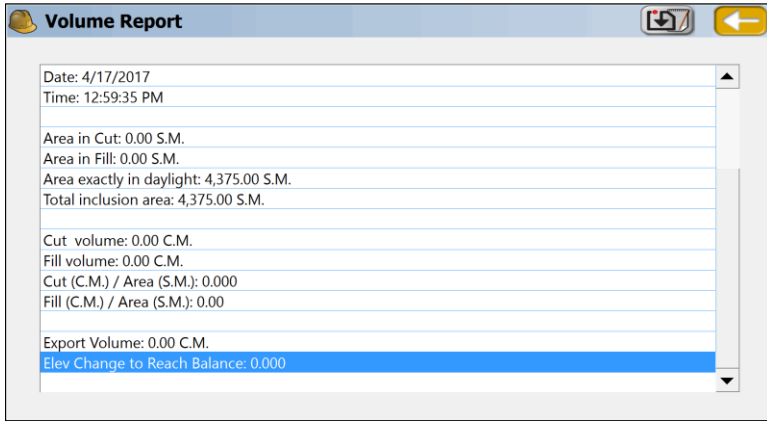 Volume Report
Date: 4/17/2017
Time: 12:59:35 PM
Area in Cut: 0.00 S.M.
Area in Fill: 0.00 S.M.
Area exactly in daylight: 4,375.00 S.M.
Total inclusion area: 4,375.00 S.M.
Cut  volume: 0.00 C.M.
Fill volume: 0.00 C.M.
Cut (C.M.) / Area (S.M.): 0.000
Fill (C.M.) / Area (S.M.): 0.00
Export Volume: 0.00 C.M.
Elev Change to Reach Balance: 0.000